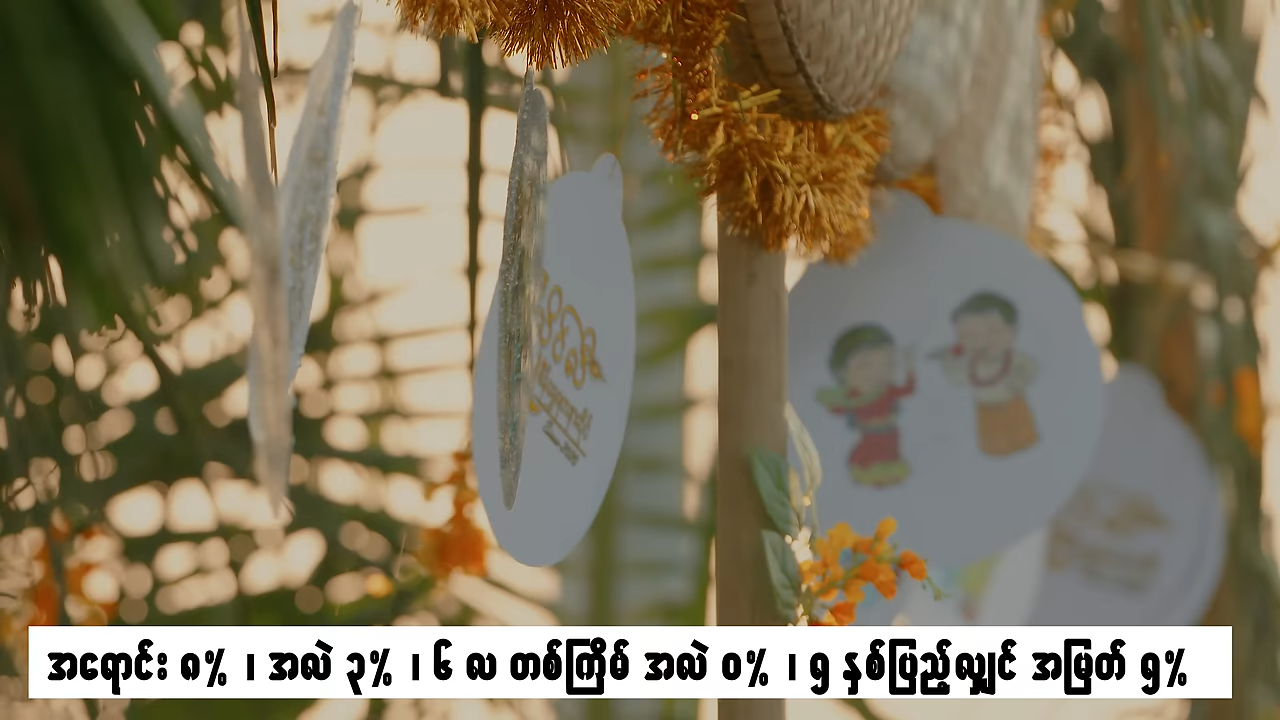 အရောင်း ၈% ၊ အလဲ ၃% ၊ ၆ လ တစ်ကြိမ် အလဲ ၀% ၊ ၅ နှစ်ပြည့်လျှင် အမြတ် ၅%